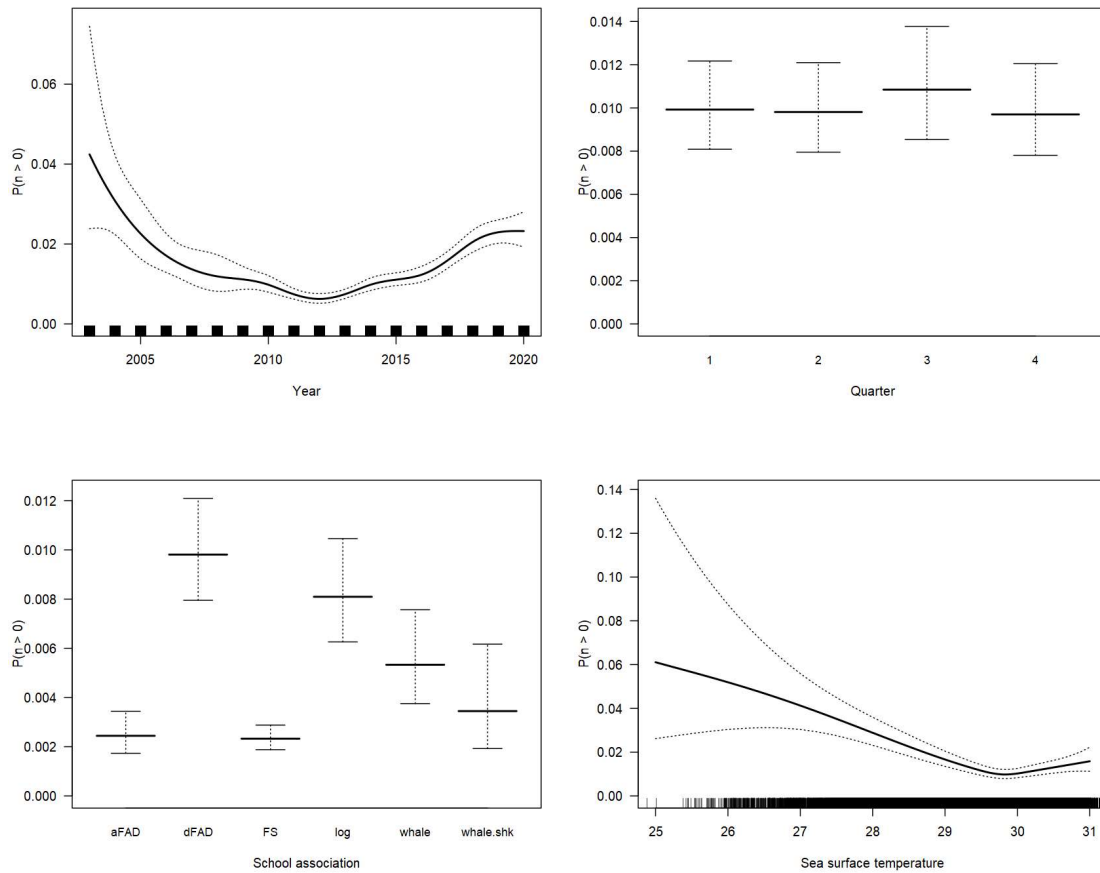 P(n > 0)
0.06
0.04
0.02
0.00
2005 2010 2015 2020
Year
P(n > 0)
0.014
0.012
0.010
0.008
0.006
0.004
0.002
0.000
1 2 3 4
Quarter
P(n > 0)
0.012
0.010
0.008
0.006
0.004
0.002
0.000
aFAD dFAD FS log whale whale.shk
School association
P(n > 0)
0.14
0.12
0.10
0.08
0.06
0.04
0.02
0.00
25 26 27 28 29 30 31
Sea surface temperature